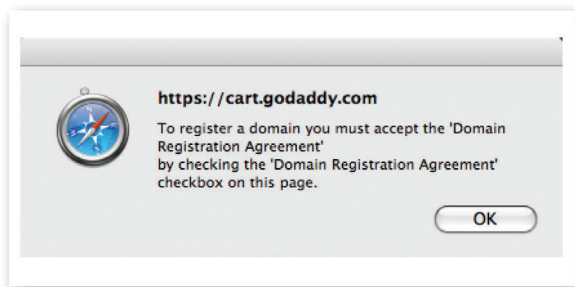 https://cart.godaddy.com
To register a domain you must accept the 'Domain
Registration Agreement'
by checking the 'Domain Registration Agreement'
checkbox on this page.
OK